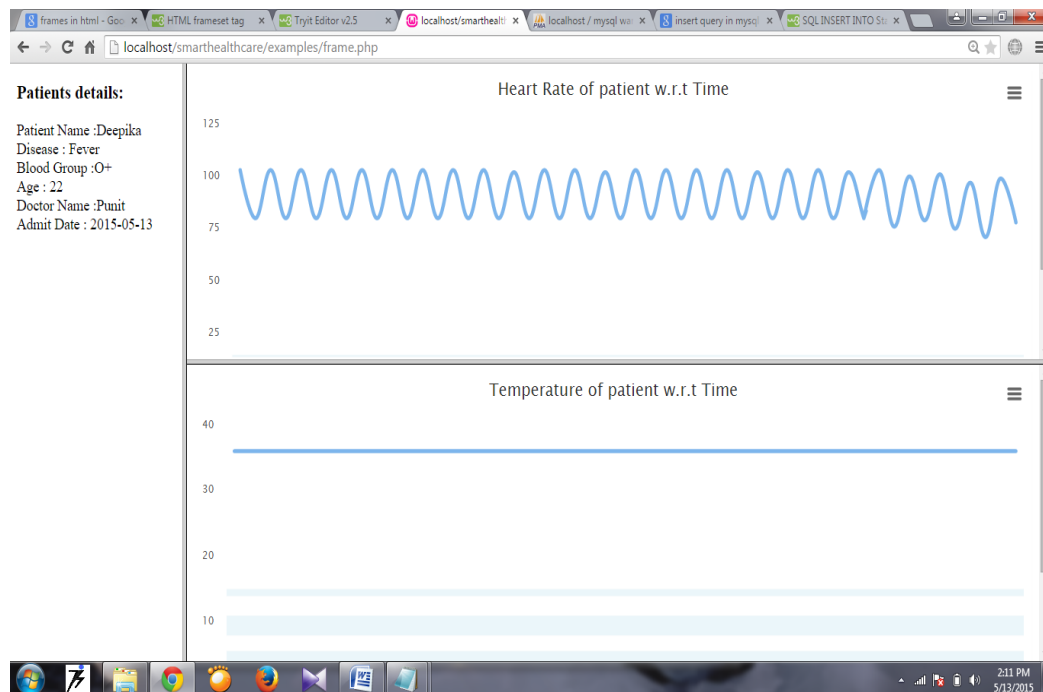 frames in html - Goo
HTML frameset tag
Tryit Editor v2.5
localhost/smarthealth
localhost / mysql wa
insert query in mysql
SQL INSERT INTO Sta
localhost/smarthealthcare/examples/frame.php
Patients details:
Patient Name :Deepika
Disease : Fever
Blood Group :O+
Age : 22
Doctor Name :Punit
Admit Date : 2015-05-13
Heart Rate of patient w.r.t Time
125
100
75
50
25
Temperature of patient w.r.t Time
40
30
20
10
2:11 PM
5/13/2015